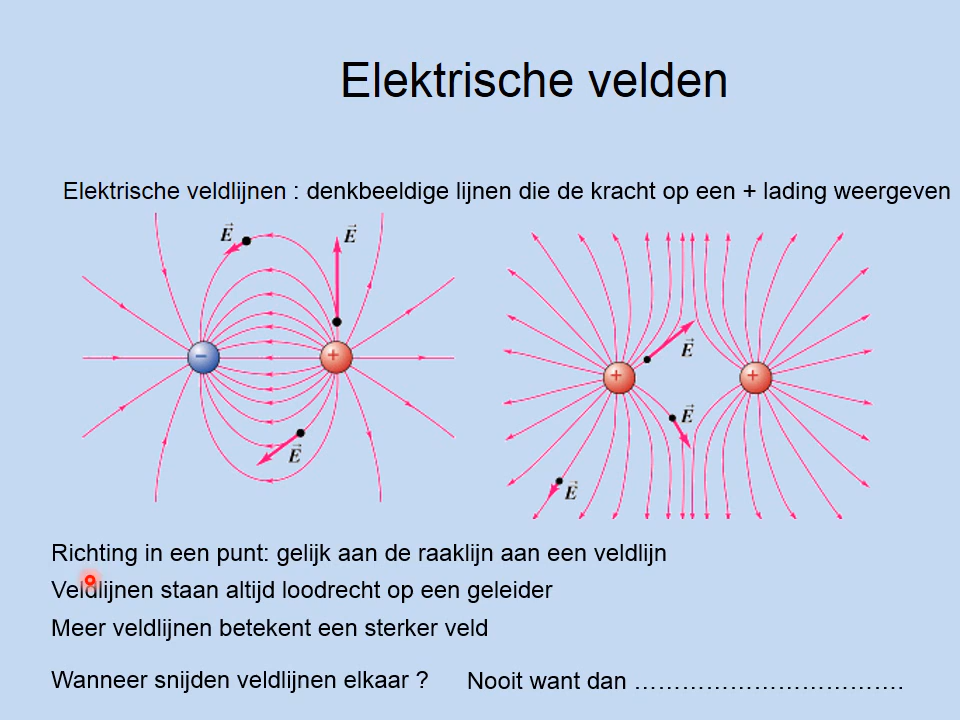 Elektrische velden
Elektrische veldlijnen : denkbeeldige lijnen die de kracht op een + lading weergeven
E
E
E
E
E
E
−
+
+
+
Richting in een punt: gelijk aan de raaklijn aan een veldlijn
Veldlijnen staan altijd loodrecht op een geleider
Meer veldlijnen betekent een sterker veld
Wanneer snijden veldlijnen elkaar ? Nooit want dan …………………………….